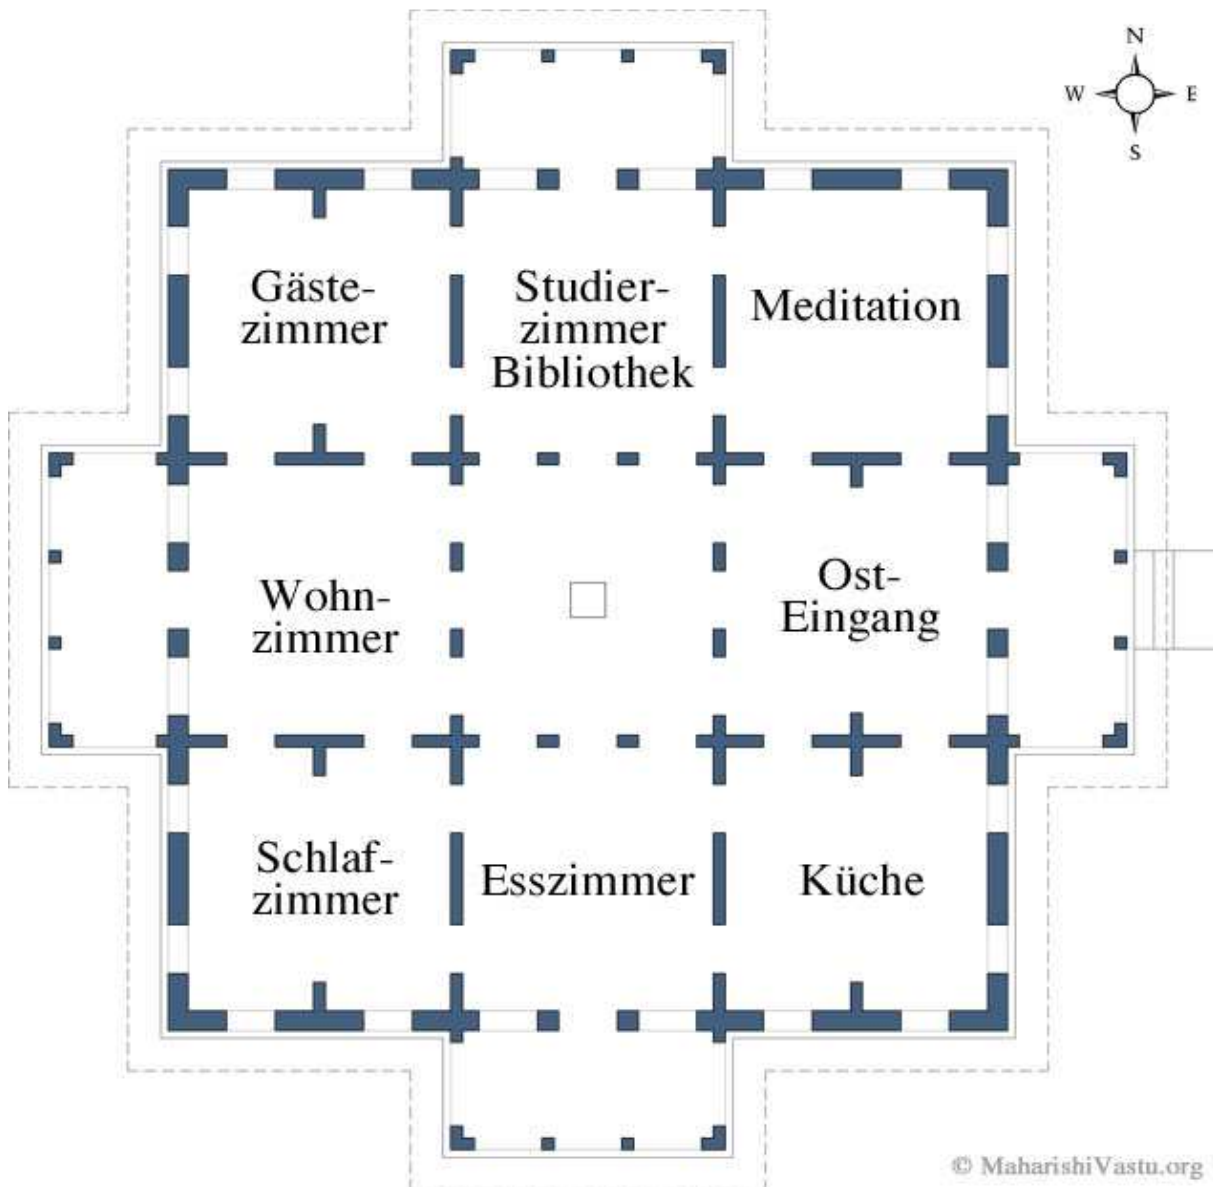 N
W E
S
Gäste-
zimmer
Studier-
zimmer
Bibliothek
Meditation
Wohn-
zimmer
Ost-
Eingang
Schlaf-
zimmer
Esszimmer
Küche
© MaharishiVastu.org